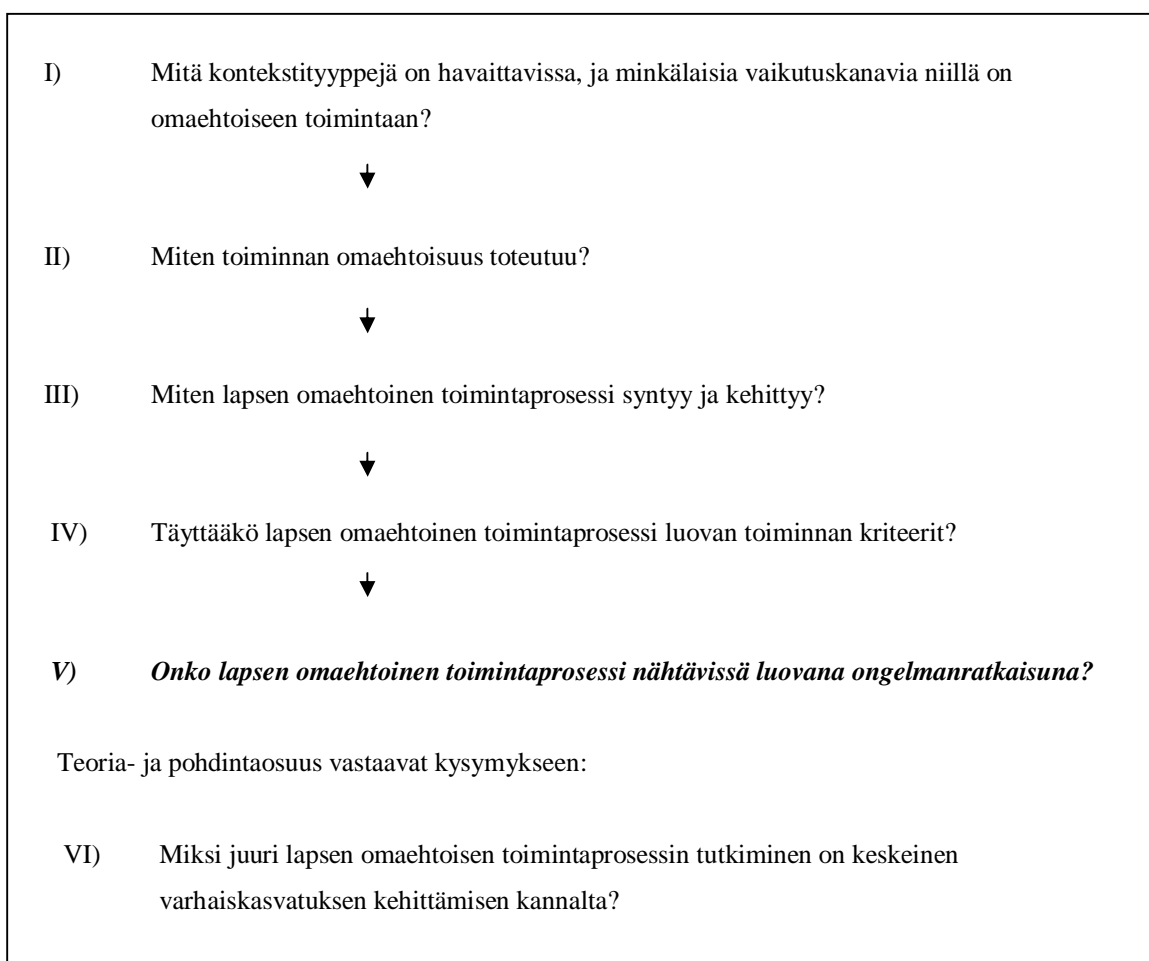 I) Mitä kontekstityyppejä on havaittavissa, ja minkälaisia vaikutuskanavia niillä on
omaehtoiseen toimintaan?
II) Miten toiminnan omaehtoisuus toteutuu?
III) Miten lapsen omaehtoinen toimintaprosessi syntyy ja kehittyy?
IV) Täyttääkö lapsen omaehtoinen toimintaprosessi luovan toiminnan kriteerit?
V) Onko lapsen omaehtoinen toimintaprosessi nähtävissä luovana ongelmanratkaisuna?
Teoria- ja pohdintaosuus vastaavat kysymykseen:
VI) Miksi juuri lapsen omaehtoisen toimintaprosessin tutkiminen on keskeinen
varhaiskasvatuksen kehittämisen kannalta?